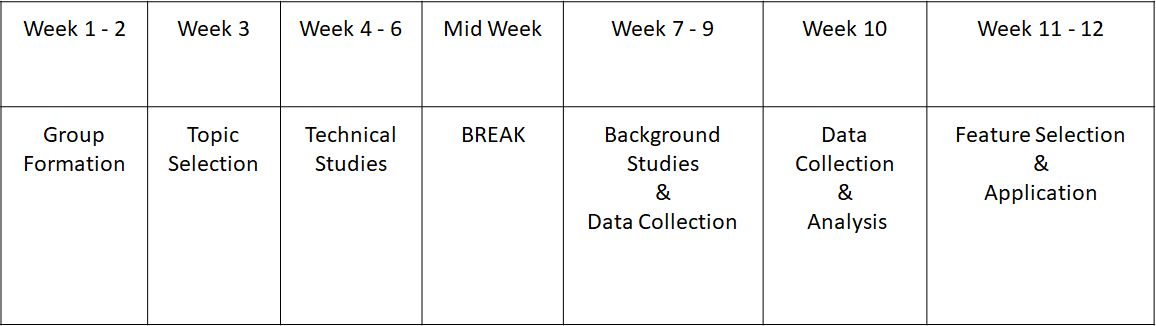 Week 1 - 2
Week 3
Week 4 - 6
Mid Week
Week 7 - 9
Week 10
Week 11 - 12
Group
Formation
Topic
Selection
Technical
Studies
BREAK
Background
Studies
&
Data Collection
Data
Collection
&
Analysis
Feature Selection
&
Application